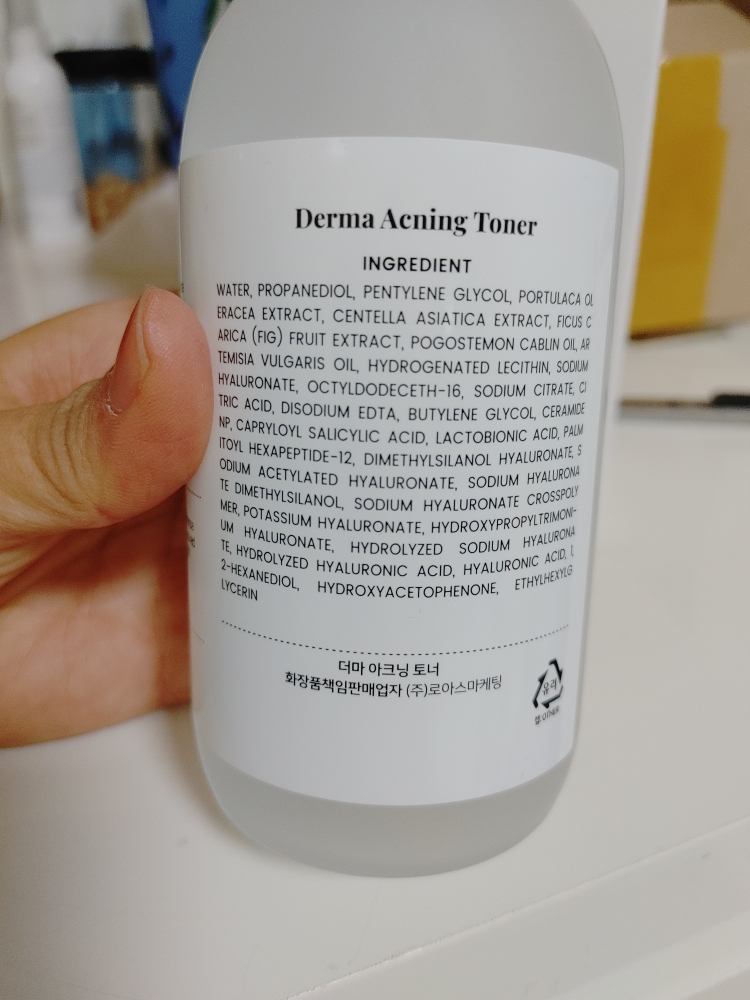 Derma Acning Toner
INGREDIENT
WATER, PROPANEDIOL, PENTYLENE GLYCOL, PORTULACA OL
ERACEA EXTRACT, CENTELLA ASIATICA EXTRACT, FICUS C
ARICA (FIG) FRUIT EXTRACT, POGOSTEMON CABLIN OIL, AR
TEMISIA VULGARIS OIL, HYDROGENATED LECITHIN, SODIUM
HYALURONATE, OCTYLDODECETH-16, SODIUM CITRATE, CI
TRIC ACID, DISODIUM EDTA, BUTYLENE GLYCOL, CERAMIDE
NP, CAPRYLOYL SALICYLIC ACID, LACTOBIONIC ACID, PALM
ITOYL HEXAPEPTIDE-12, DIMETHYLSILANOL HYALURONATE, S
ODIUM ACETYLATED HYALURONATE, SODIUM HYALURONA
TE DIMETHYLSILANOL, SODIUM HYALURONATE CROSSPOLY
MER, POTASSIUM HYALURONATE, HYDROXYPROPYLTRIMONI-
UM HYALURONATE, HYDROLYZED SODIUM HYALURONA
TE, HYDROLYZED HYALURONIC ACID, HYALURONIC ACID, 1,
2-HEXANEDIOL, HYDROXYACETOPHENONE, ETHYLHEXYLG
LYCERIN
더마 아크닝 토너
화장품책임판매업자 (주)로아스마케팅
유리
캡:OTHER